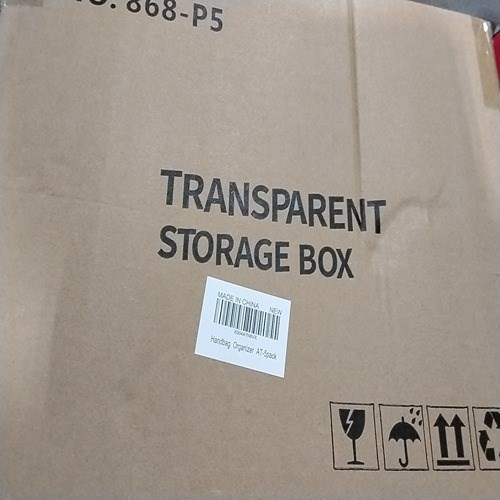 868-P5
TRANSPARENT
STORAGE BOX
MADE IN CHINA NEW
Handbag Organizer AT-5pack